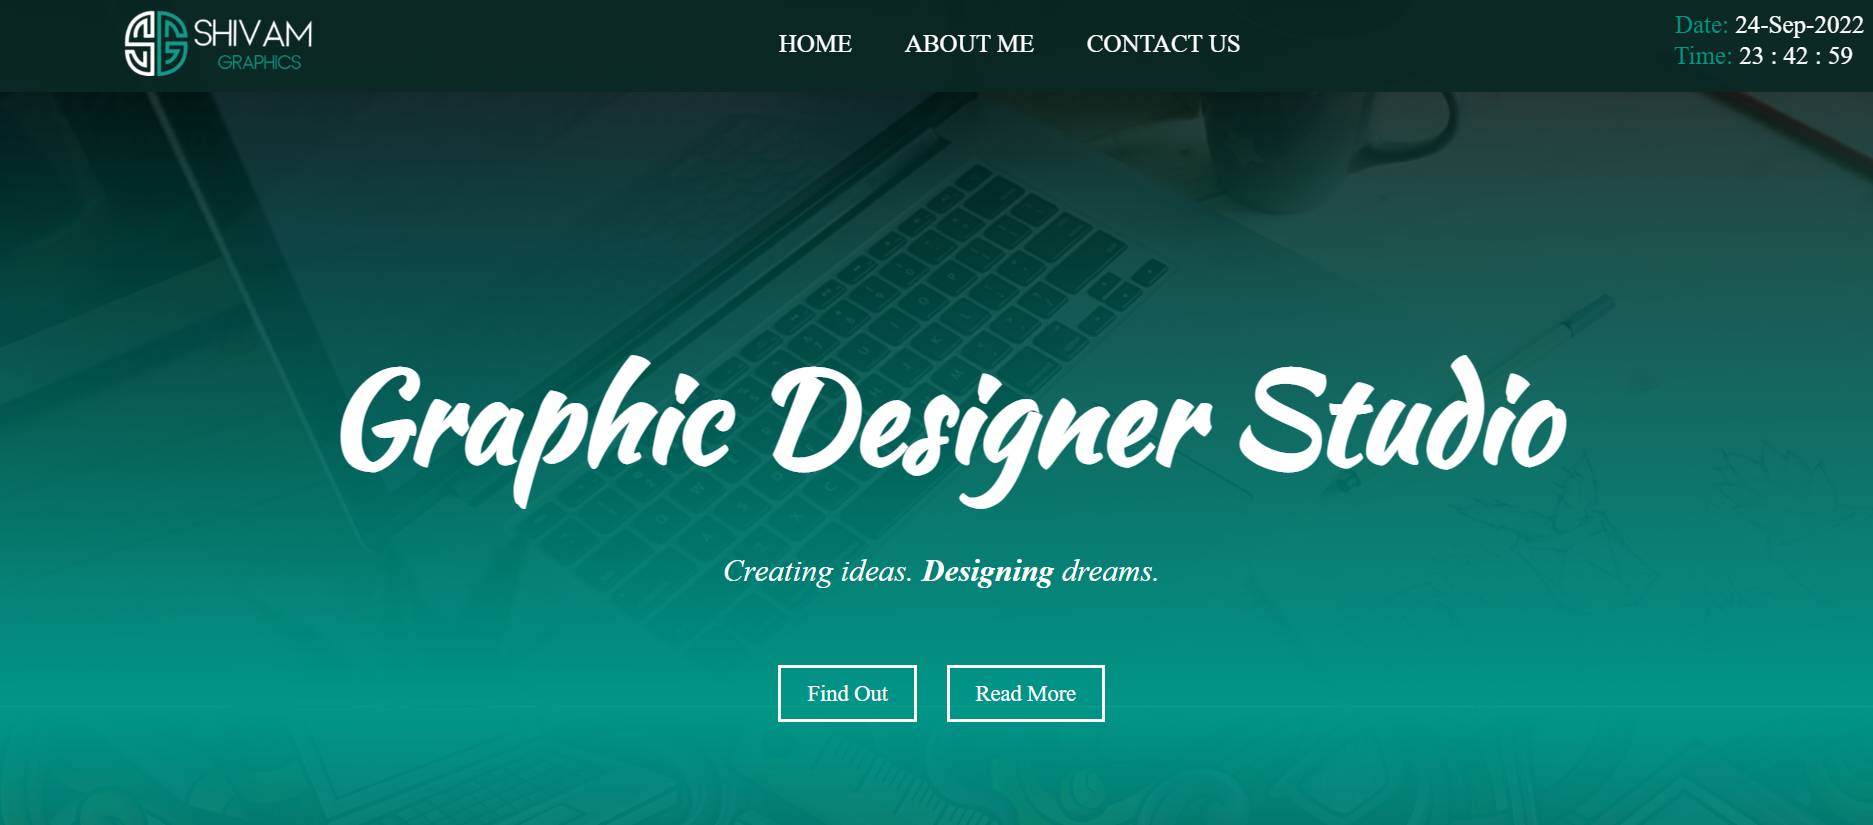 SHIVAM
GRAPHICS
HOME ABOUT ME CONTACT US
Date: 24-Sep-2022
Time: 23 : 42 : 59
Graphic Designer Studio
Creating ideas. Designing dreams.
Find Out Read More